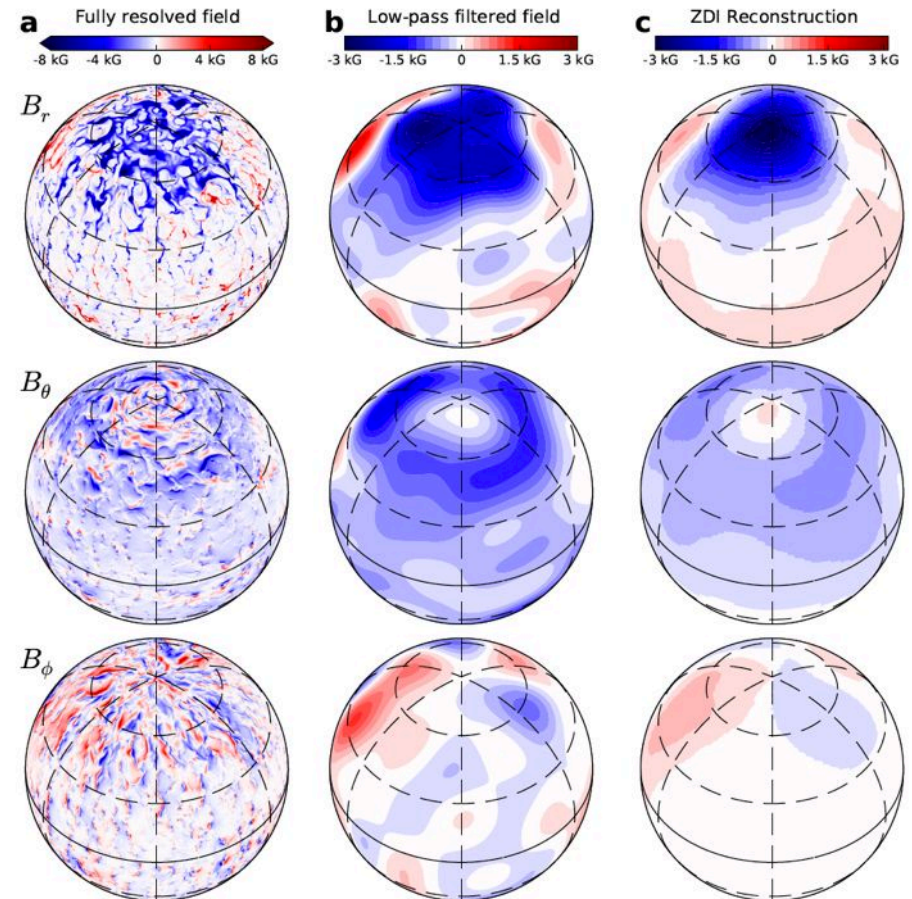 a Fully resolved field
-8 kG -4 kG 0 4 kG 8 kG
b Low-pass filtered field
-3 kG -1.5 kG 0 1.5 kG 3 kG
c ZDI Reconstruction
-3 kG -1.5 kG 0 1.5 kG 3 kG
B_r
B_θ
B_ϕ